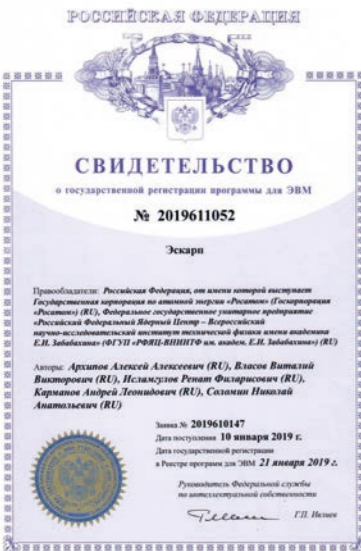 РОССИЙСКАЯ ФЕДЕРАЦИЯ
СВИДЕТЕЛЬСТВО
о государственной регистрации программы для ЭВМ
№ 2019611052
Эскарп
Правообладатели: Российская Федерация, от имени которой выступает
Государственная корпорация по атомной энергии «Росатом» (Госкорпорация
«Росатом») (RU), Федеральное государственное унитарное предприятие
«Российский Федеральный Ядерный Центр – Всероссийский
научно-исследовательский институт технической физики имени академика
Е.И. Забабахина» (ФГУП «РФЯЦ-ВНИИТФ им. академ. Е.И. Забабахина») (RU)
Авторы: Архипов Алексей Алексеевич (RU), Власов Виталий
Викторович (RU), Исламгулов Ренат Филарисович (RU),
Карманов Андрей Леонидович (RU), Соломин Николай
Анатольевич (RU)
Заявка № 2019610147
Дата поступления 10 января 2019 г.
Дата государственной регистрации
в Реестре программ для ЭВМ 21 января 2019 г.
Руководитель Федеральной службы
по интеллектуальной собственности
Г.П. Ивлиев